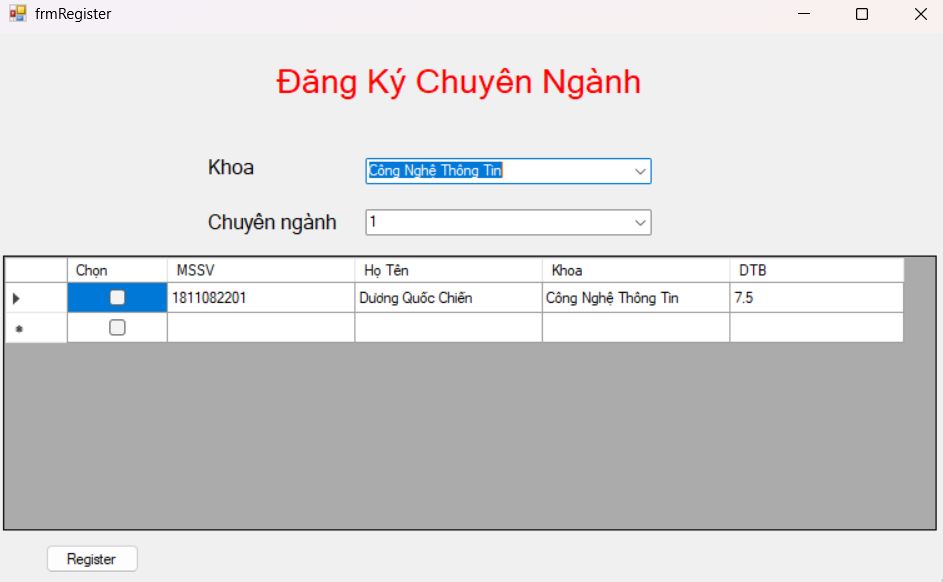 frmRegister
Đăng Ký Chuyên Ngành
Khoa
Công Nghệ Thông Tin
Chuyên ngành
1
Chọn MSSV Họ Tên Khoa DTB
1811082201 Dương Quốc Chiến Công Nghệ Thông Tin 7.5
Register